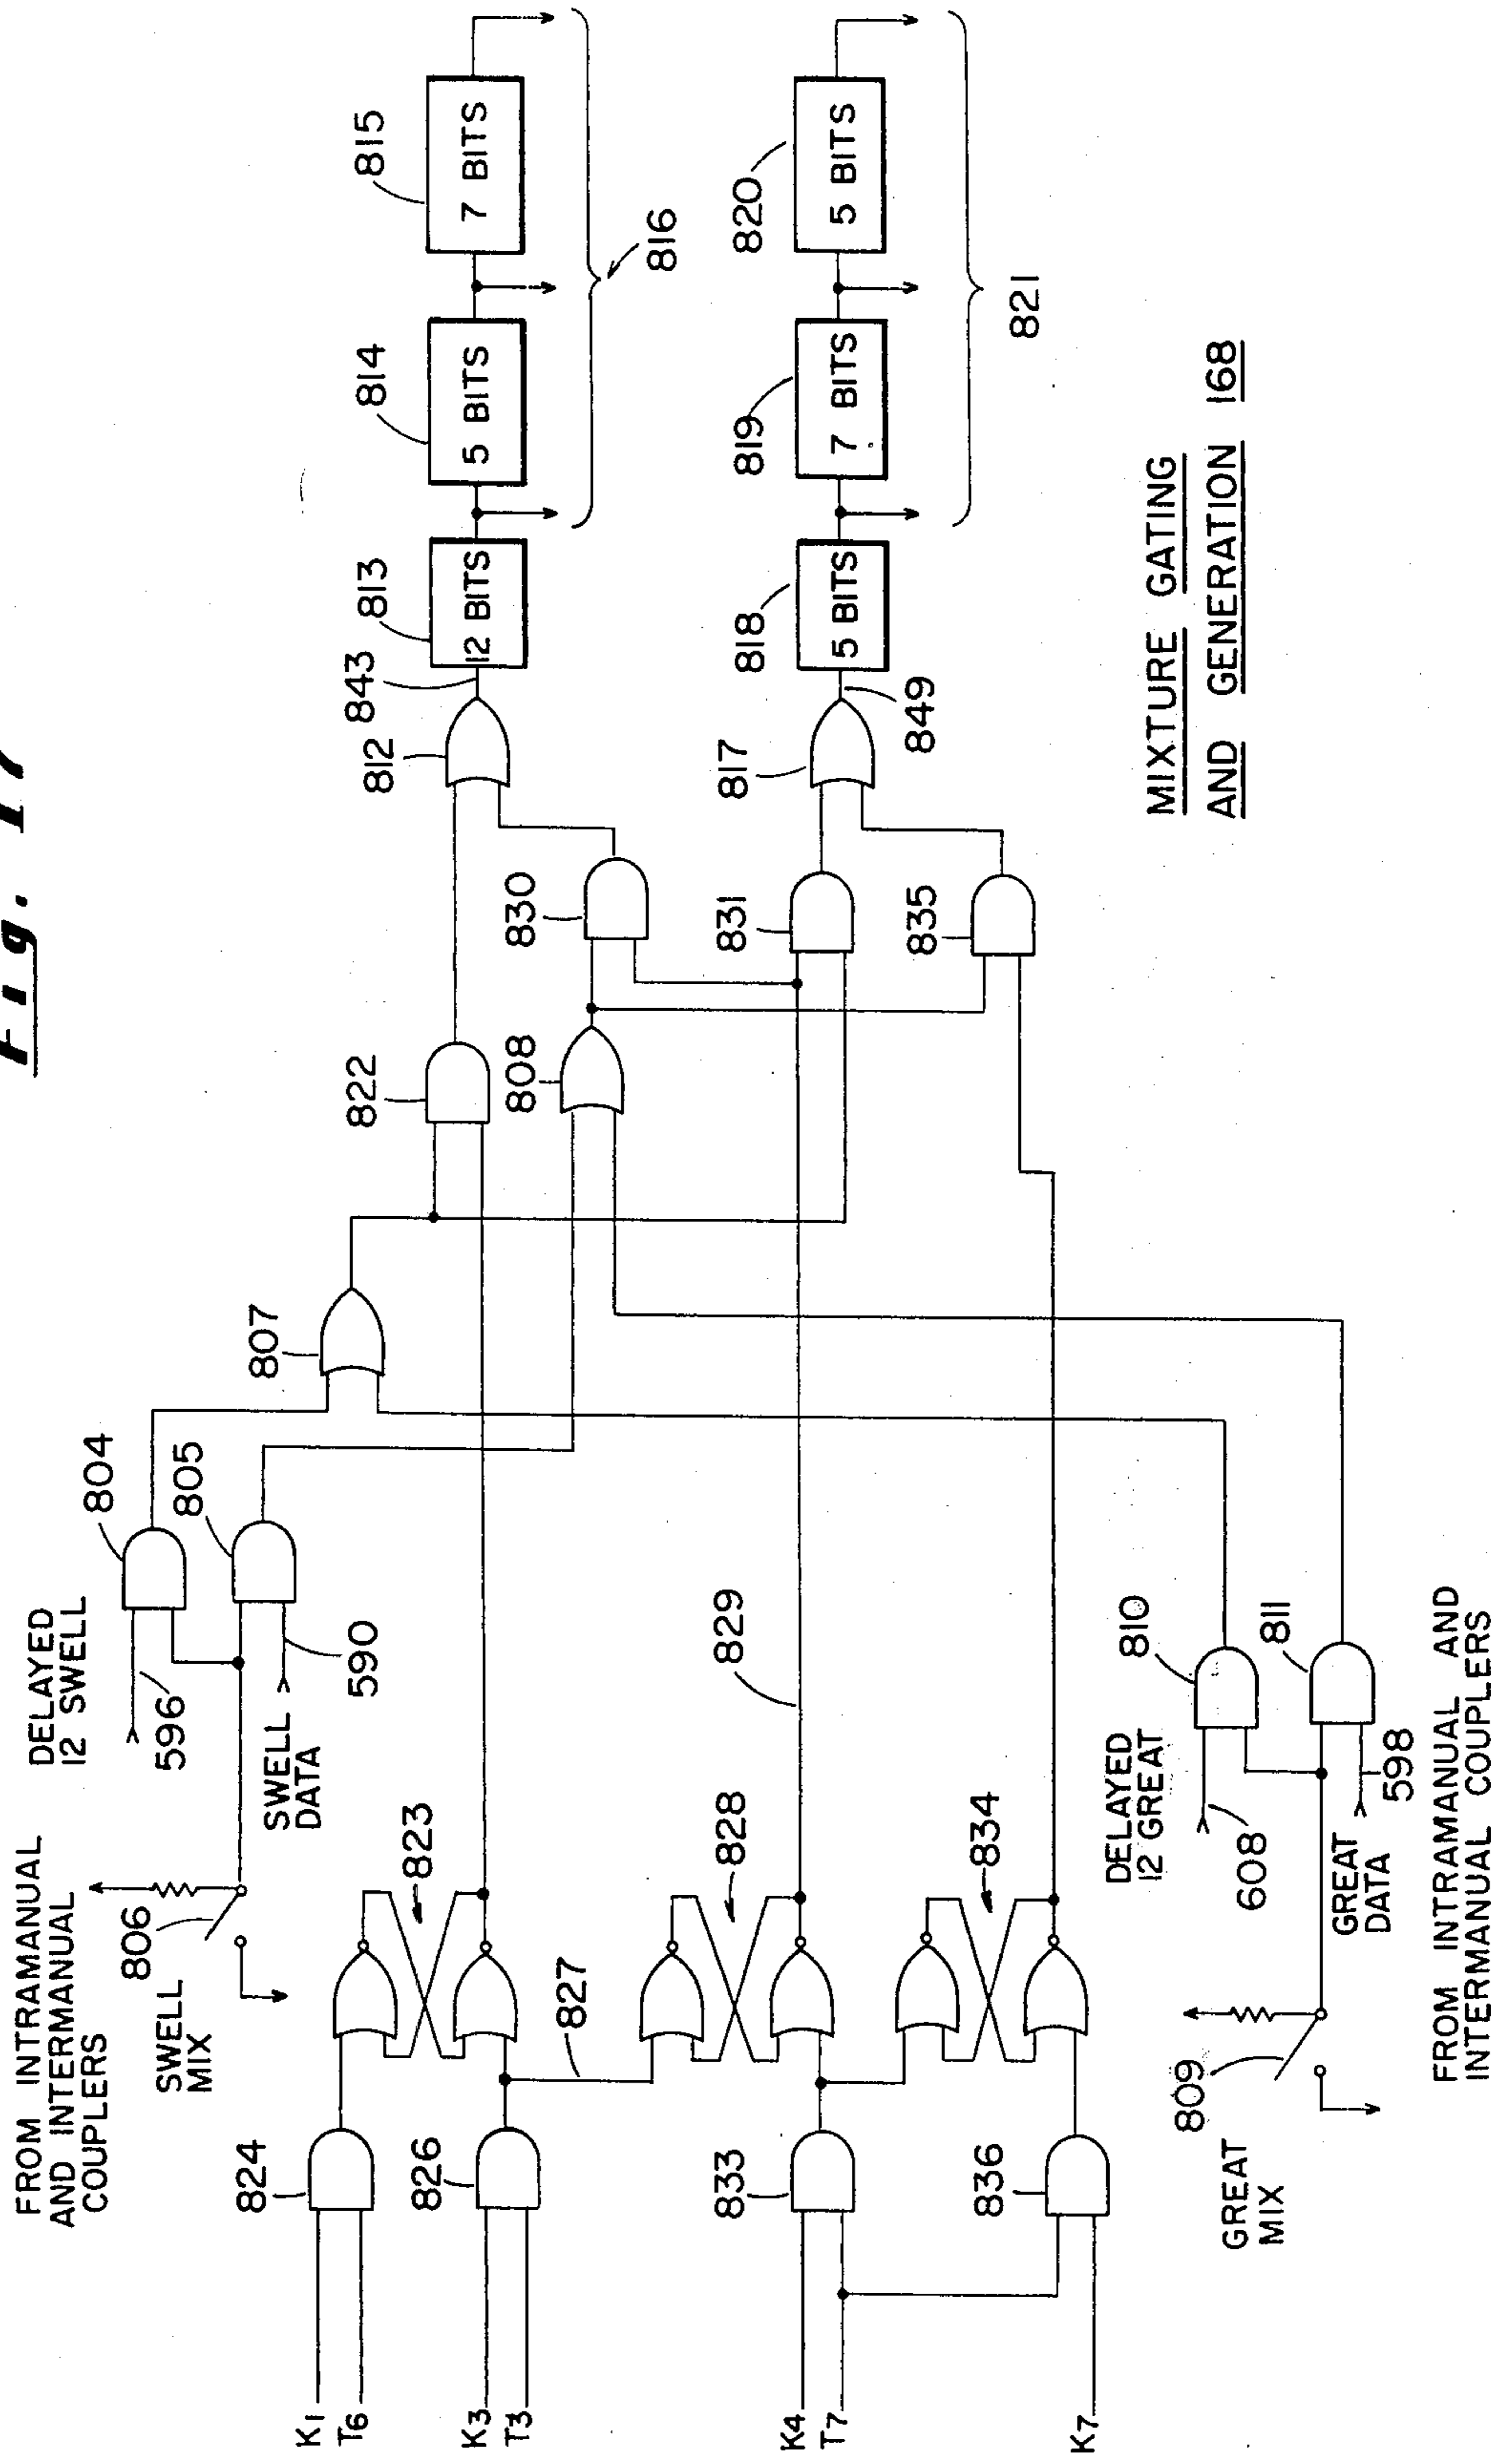 Fig. 17
FROM INTRAMANUAL
AND INTERMANUAL
COUPLERS
DELAYED
12 SWELL
804
805
596
806
SWELL
MIX
SWELL
DATA
590
807
824
823
822
812
843
813
12 BITS
814
5 BITS
815
7 BITS
816
K1
T6
826
K3
T3
827
808
830
828
829
831
817
849
818
5 BITS
819
7 BITS
820
5 BITS
821
833
K4
T7
834
835
836
K7
DELAYED
12 GREAT
810
811
608
809
GREAT
MIX
GREAT
DATA
598
FROM INTRAMANUAL AND
INTERMANUAL COUPLERS
MIXTURE GATING
AND GENERATION 168